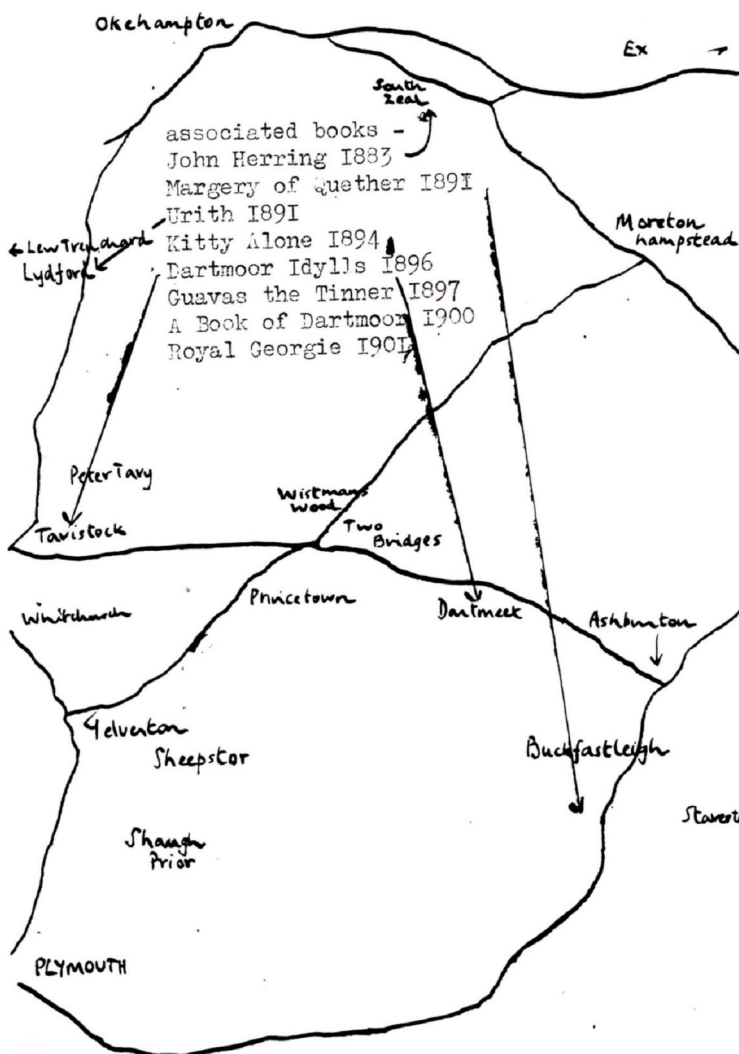 Okehampton
Ex →
South
Zeal
associated books -
John Herring I883
Margery of Quether I89I
Urith I89I
Kitty Alone I894
Dartmoor Idylls I896
Guavas the Tinner I897
A Book of Dartmoor I900
Royal Georgie I90I
← Lew Trenchard
Lydford
Moreton
hampstead
Peter Tavy
Tavistock
Wistmans
Wood
Two
Bridges
Whitchurch
Princetown
Dartmeet
Ashburton
Yelverton
Sheepstor
Buckfastleigh
Shaugh
Prior
Stavert
PLYMOUTH